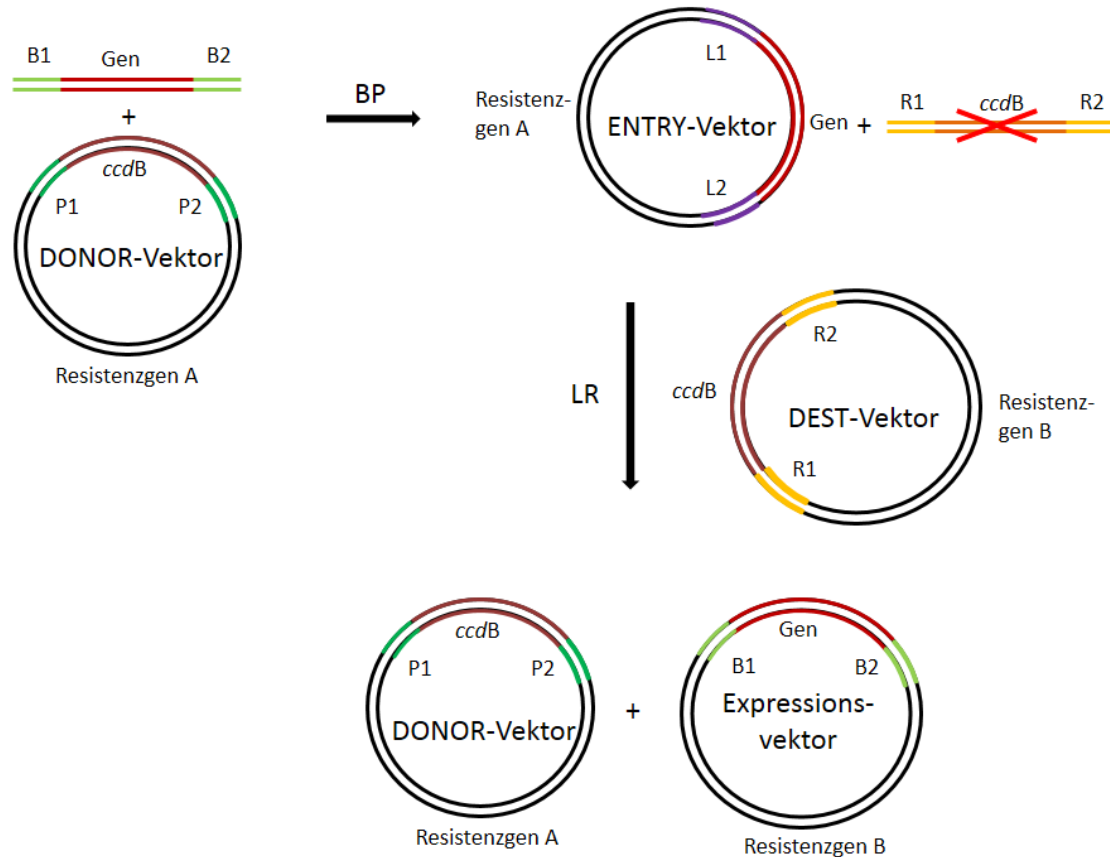 B1 Gen B2
+
ccdB
P1 P2
DONOR-Vektor
Resistenzgen A
BP
Resistenz-
gen A
L1
ENTRY-Vektor
Gen
L2
+
R1 ccdB R2
LR
R2
ccdB
DEST-Vektor
R1
Resistenz-
gen B
ccdB
P1 P2
DONOR-Vektor
Resistenzgen A
+
Gen
B1 B2
Expressions-
vektor
Resistenzgen B